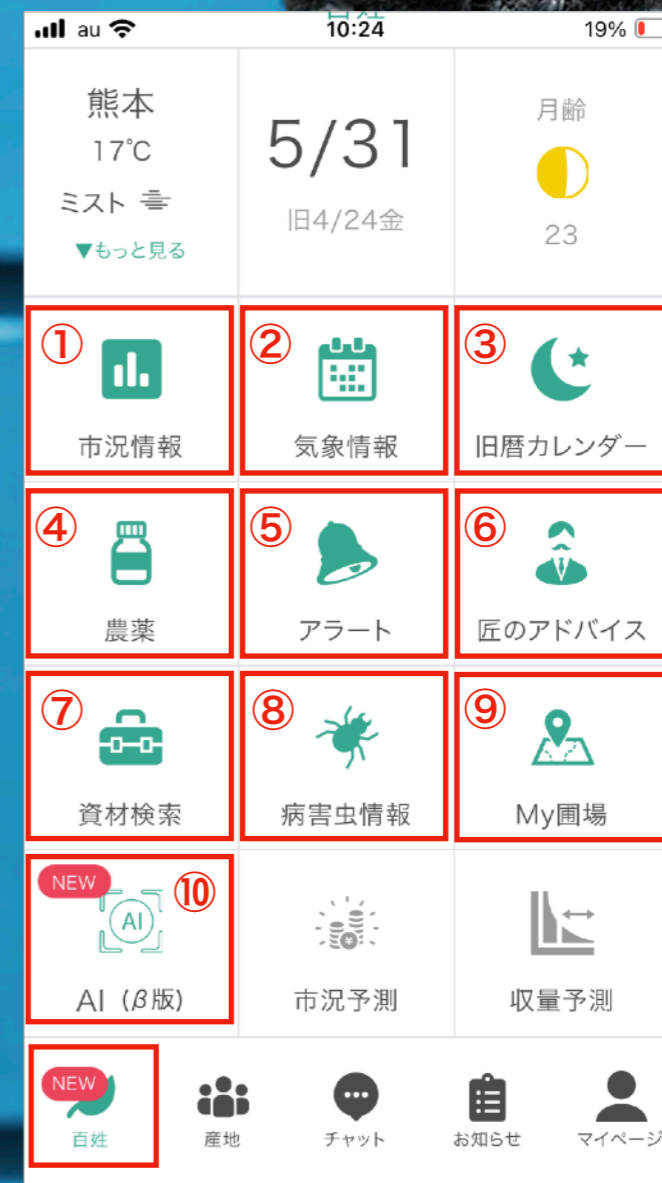 百姓
au 10:24 19%
熊本
17℃
ミスト
▼もっと見る
5/31
旧4/24金
月齢
23
① 市況情報
② 気象情報
③ 旧暦カレンダー
④ 農薬
⑤ アラート
⑥ 匠のアドバイス
⑦ 資材検索
⑧ 病害虫情報
⑨ My圃場
NEW ⑩
AI
AI（β版）
市況予測
収量予測
NEW
百姓
産地
チャット
お知らせ
マイページ